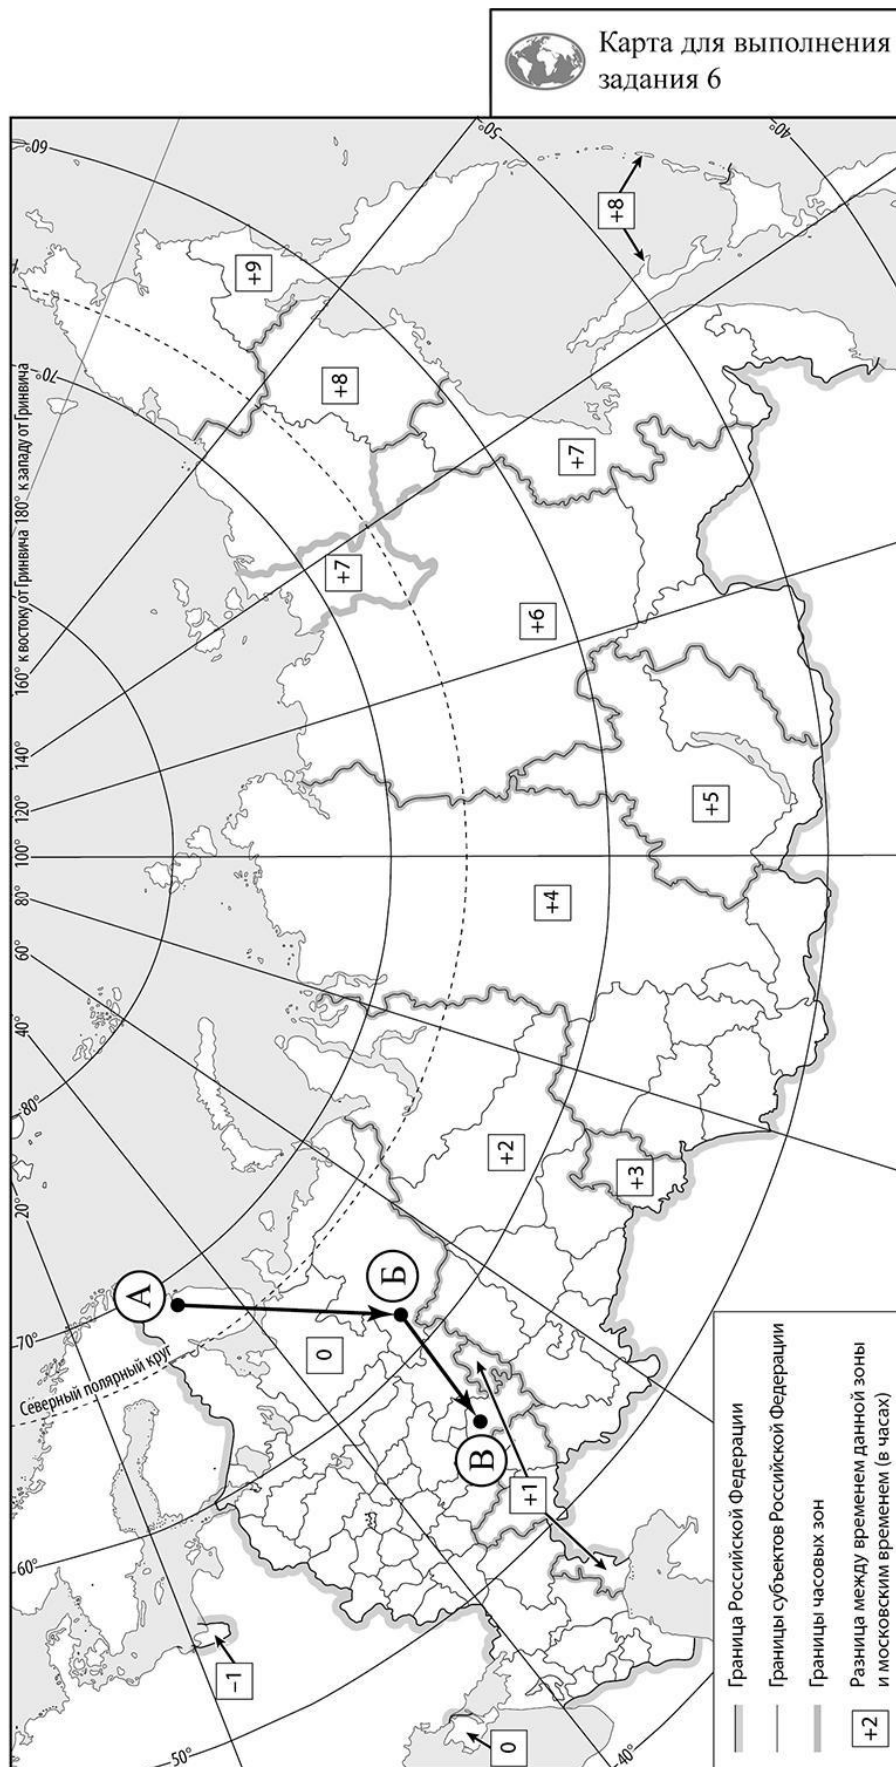 Карта для выполнения
задания 6
180°
к востоку от Гринвича
к западу от Гринвича
160°
140°
120°
100°
80°
60°
40°
20°
80°
70°
60°
50°
40°
70°
60°
50°
40°
Северный полярный круг
А
Б
В
+9
+8
+8
+7
+7
+6
+5
+4
+3
+2
+1
0
0
−1
Граница Российской Федерации
Границы субъектов Российской Федерации
Границы часовых зон
+2
Разница между временем данной зоны
и московским временем (в часах)